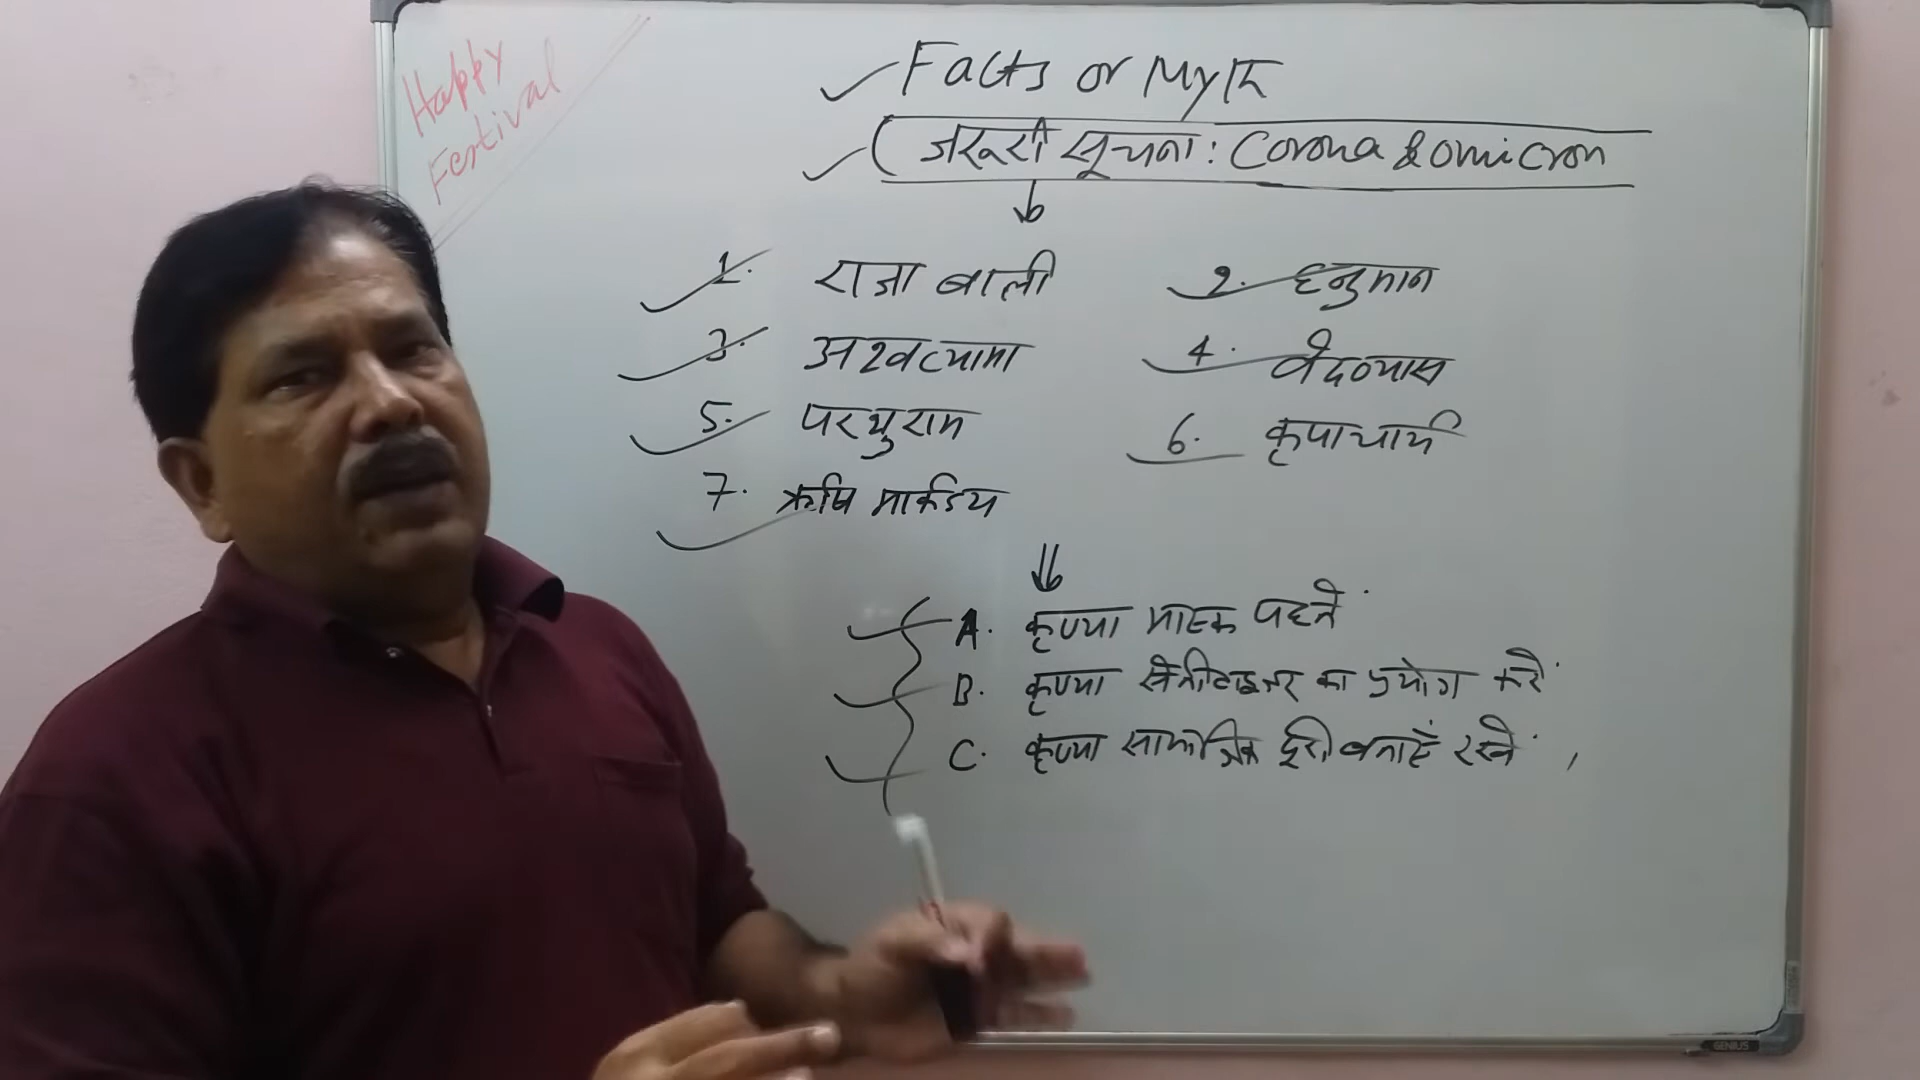 Happy
Festival
Facts or Myth
जरूरी सूचना: Corona & omicron
1. राजा बाली 2. हनुमान
3. अश्वत्थामा 4. वेदव्यास
5. परशुराम 6. कृपाचार्य
7. ऋषि मार्कंडेय
A. कृपया मास्क पहनें
B. कृपया सेनीटाइजर का प्रयोग करें
C. कृपया सामाजिक दूरी बनाएं रखें
GENIUS